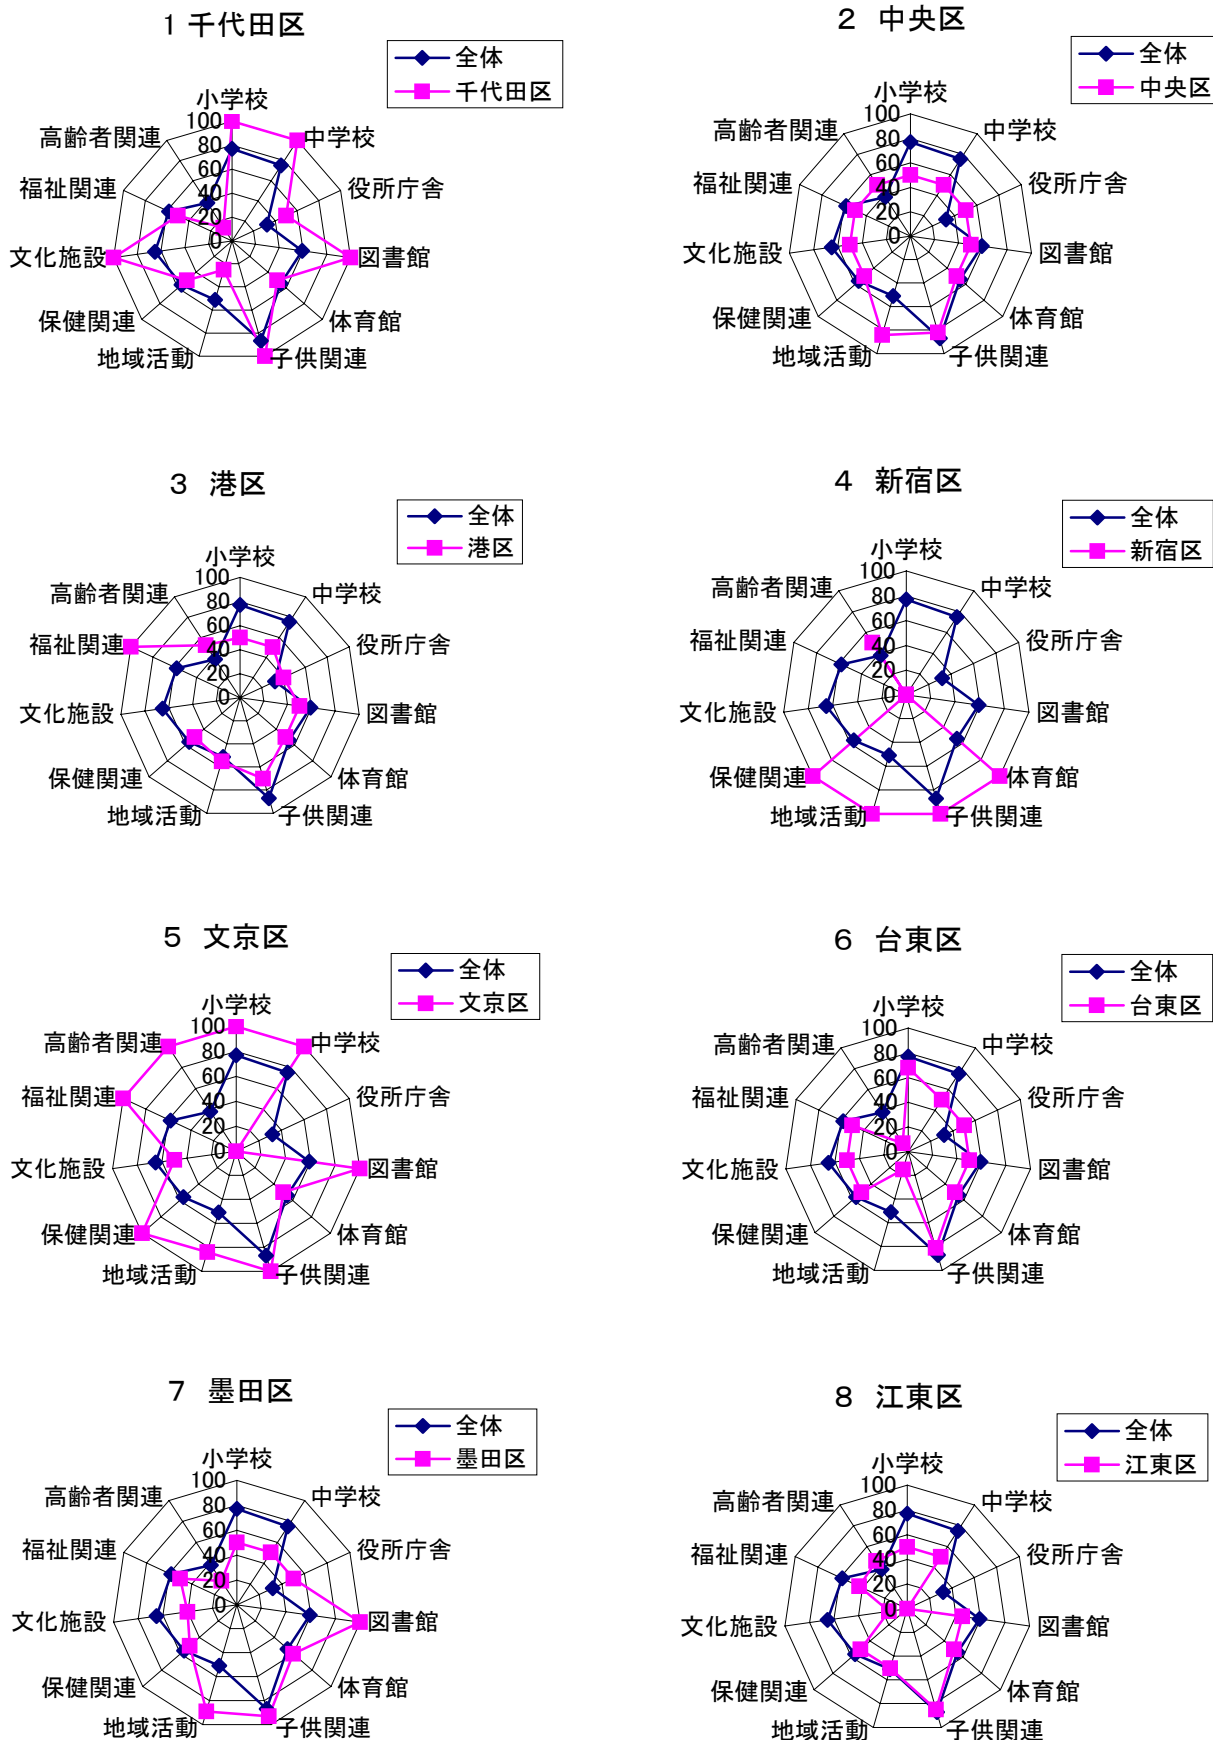 1 千代田区
全体
千代田区
小学校
中学校
役所庁舎
図書館
体育館
子供関連
地域活動
保健関連
文化施設
福祉関連
高齢者関連
100
80
60
40
20
0
2 中央区
全体
中央区
小学校
中学校
役所庁舎
図書館
体育館
子供関連
地域活動
保健関連
文化施設
福祉関連
高齢者関連
100
80
60
40
20
0
3 港区
全体
港区
小学校
中学校
役所庁舎
図書館
体育館
子供関連
地域活動
保健関連
文化施設
福祉関連
高齢者関連
100
80
60
40
20
0
4 新宿区
全体
新宿区
小学校
中学校
役所庁舎
図書館
体育館
子供関連
地域活動
保健関連
文化施設
福祉関連
高齢者関連
100
80
60
40
20
0
5 文京区
全体
文京区
小学校
中学校
役所庁舎
図書館
体育館
子供関連
地域活動
保健関連
文化施設
福祉関連
高齢者関連
100
80
60
40
20
0
6 台東区
全体
台東区
小学校
中学校
役所庁舎
図書館
体育館
子供関連
地域活動
保健関連
文化施設
福祉関連
高齢者関連
100
80
60
40
20
0
7 墨田区
全体
墨田区
小学校
中学校
役所庁舎
図書館
体育館
子供関連
地域活動
保健関連
文化施設
福祉関連
高齢者関連
100
80
60
40
20
0
8 江東区
全体
江東区
小学校
中学校
役所庁舎
図書館
体育館
子供関連
地域活動
保健関連
文化施設
福祉関連
高齢者関連
100
80
60
40
20
0